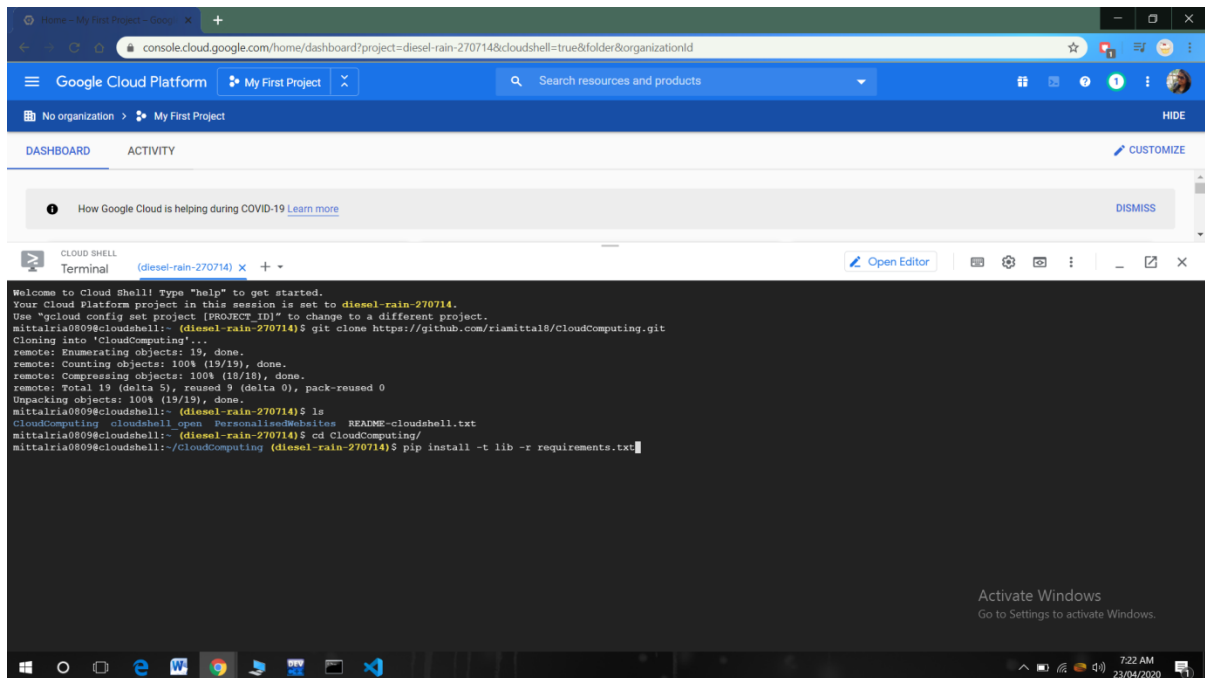 Home – My First Project – Googl
console.cloud.google.com/home/dashboard?project=diesel-rain-270714&cloudshell=true&folder&organizationId
1
Google Cloud Platform My First Project Search resources and products 1
No organization > My First Project HIDE
DASHBOARD ACTIVITY CUSTOMIZE
How Google Cloud is helping during COVID-19 Learn more DISMISS
CLOUD SHELL
Terminal (diesel-rain-270714) x + Open Editor
Welcome to Cloud Shell! Type "help" to get started.
Your Cloud Platform project in this session is set to diesel-rain-270714.
Use "gcloud config set project [PROJECT_ID]" to change to a different project.
mittalria0809@cloudshell:~ (diesel-rain-270714)$ git clone https://github.com/riamittal8/CloudComputing.git
Cloning into 'CloudComputing'...
remote: Enumerating objects: 19, done.
remote: Counting objects: 100% (19/19), done.
remote: Compressing objects: 100% (18/18), done.
remote: Total 19 (delta 5), reused 9 (delta 0), pack-reused 0
Unpacking objects: 100% (19/19), done.
mittalria0809@cloudshell:~ (diesel-rain-270714)$ ls
CloudComputing cloudshell_open PersonalisedWebsites README-cloudshell.txt
mittalria0809@cloudshell:~ (diesel-rain-270714)$ cd CloudComputing/
mittalria0809@cloudshell:~/CloudComputing (diesel-rain-270714)$ pip install -t lib -r requirements.txt
Activate Windows
Go to Settings to activate Windows.
7:22 AM
23/04/2020